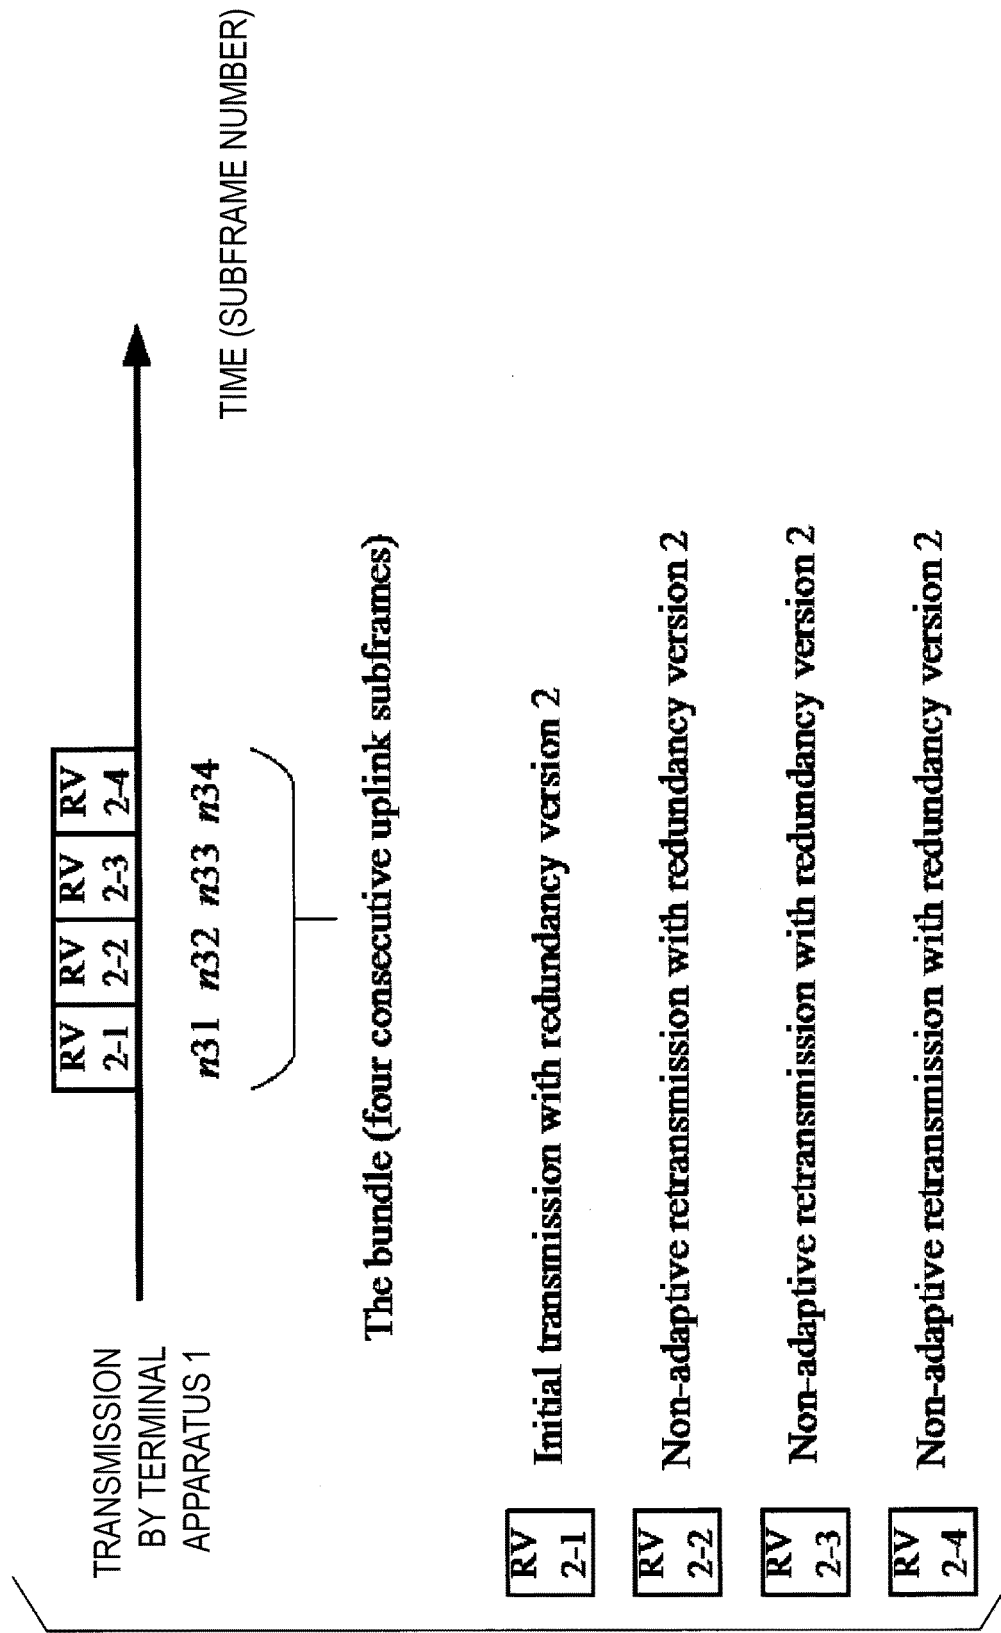 TRANSMISSION
BY TERMINAL
APPARATUS 1
RV
2-1
RV
2-2
RV
2-3
RV
2-4
n31 n32 n33 n34
TIME (SUBFRAME NUMBER)
The bundle (four consecutive uplink subframes)
RV
2-1
Initial transmission with redundancy version 2
RV
2-2
Non-adaptive retransmission with redundancy version 2
RV
2-3
Non-adaptive retransmission with redundancy version 2
RV
2-4
Non-adaptive retransmission with redundancy version 2